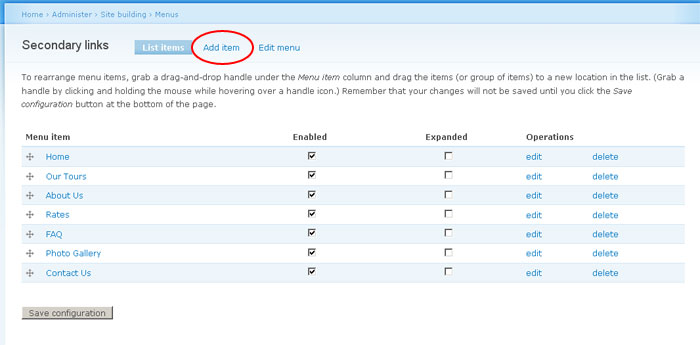 Home › Administer › Site building › Menus
Secondary links List items Add item Edit menu
To rearrange menu items, grab a drag-and-drop handle under the Menu item column and drag the items (or group of items) to a new location in the list. (Grab a
handle by clicking and holding the mouse while hovering over a handle icon.) Remember that your changes will not be saved until you click the Save
configuration button at the bottom of the page.
Menu item Enabled Expanded Operations
Home edit delete
Our Tours edit delete
About Us edit delete
Rates edit delete
FAQ edit delete
Photo Gallery edit delete
Contact Us edit delete
Save configuration